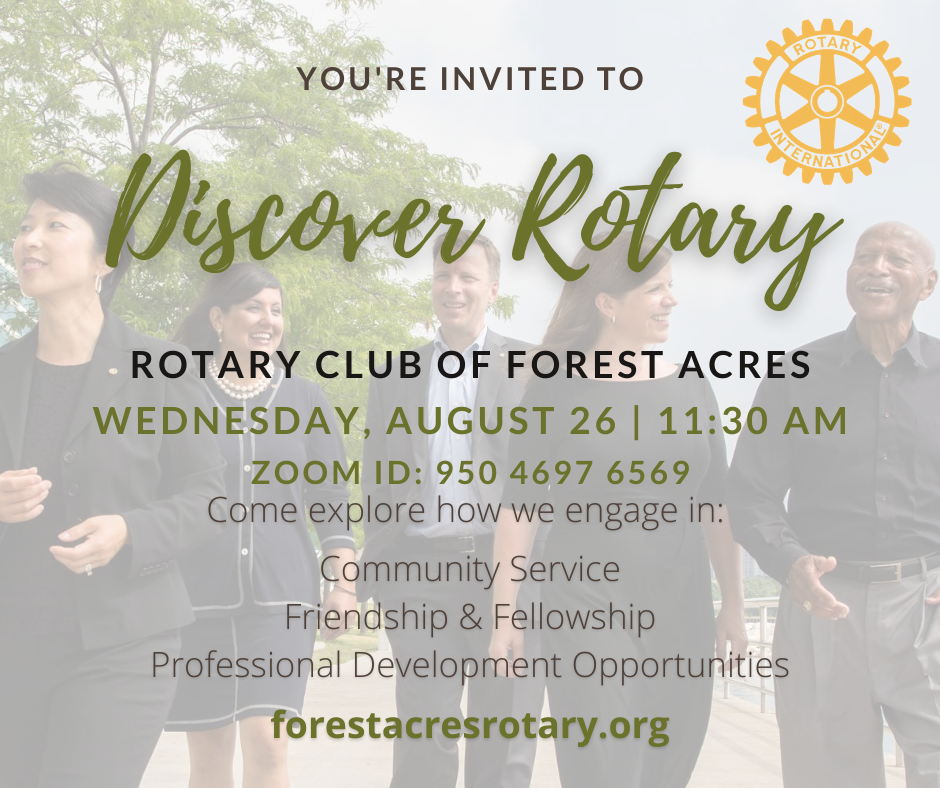 YOU'RE INVITED TO
ROTARY
INTERNATIONAL
Discover Rotary
ROTARY CLUB OF FOREST ACRES
WEDNESDAY, AUGUST 26 | 11:30 AM
ZOOM ID: 950 4697 6569
Come explore how we engage in:
Community Service
Friendship & Fellowship
Professional Development Opportunities
forestacresrotary.org